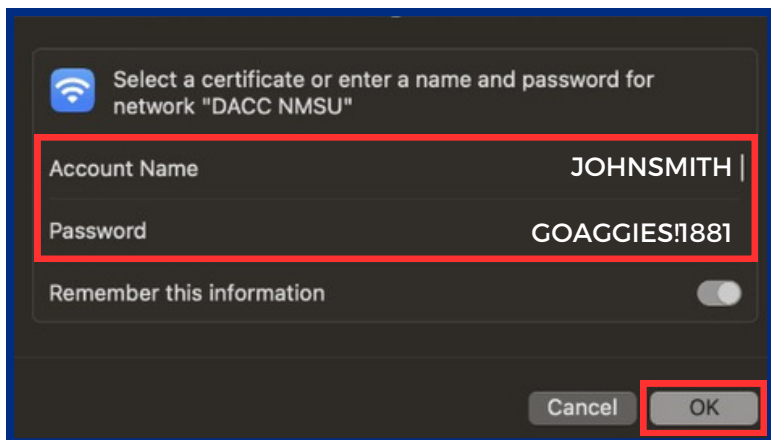 Select a certificate or enter a name and password for
network "DACC NMSU"
Account Name JOHNSMITH
Password GOAGGIES!1881
Remember this information
Cancel OK